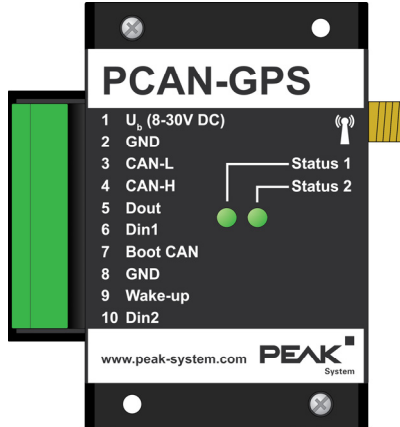 PCAN-GPS
1 U_b (8-30V DC)
2 GND
3 CAN-L
4 CAN-H
5 Dout
6 Din1
7 Boot CAN
8 GND
9 Wake-up
10 Din2
Status 1
Status 2
www.peak-system.com
PEAK
System